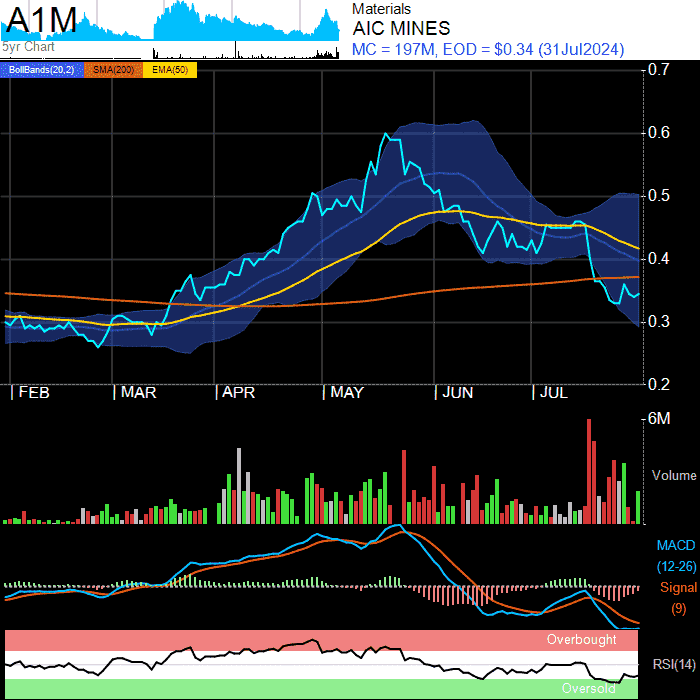 A1M
5yr Chart
Materials
AIC MINES
MC = 197M, EOD = $0.34 (31Jul2024)
BollBands(20,2) SMA(200) EMA(50)
0.7
0.6
0.5
0.4
0.3
0.2
FEB MAR APR MAY JUN JUL
6M
Volume
MACD
(12-26)
Signal
(9)
Overbought
RSI(14)
Oversold